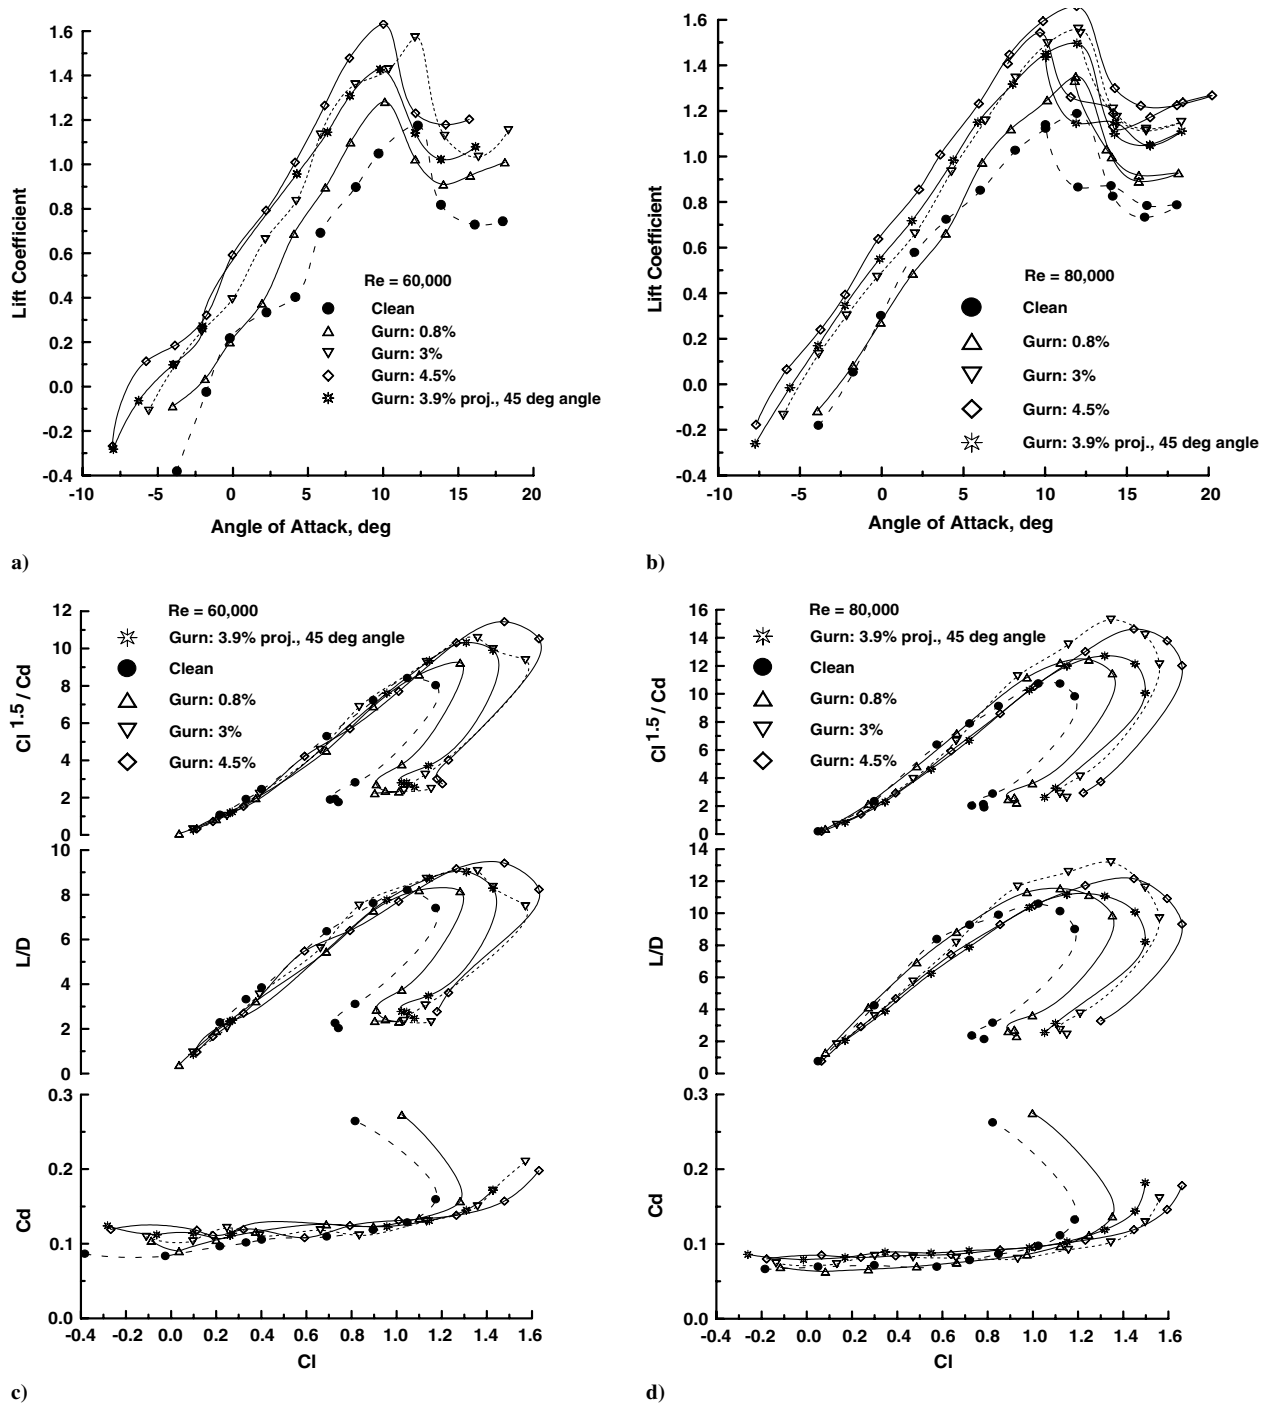 1.6
1.4
1.2
1.0
0.8
0.6
0.4
0.2
0.0
-0.2
-0.4
Lift Coefficient
Re = 60,000
Clean
Gurn: 0.8%
Gurn: 3%
Gurn: 4.5%
Gurn: 3.9% proj., 45 deg angle
-10 -5 0 5 10 15 20
Angle of Attack, deg
a)
1.6
1.4
1.2
1.0
0.8
0.6
0.4
0.2
0.0
-0.2
-0.4
Lift Coefficient
Re = 80,000
Clean
Gurn: 0.8%
Gurn: 3%
Gurn: 4.5%
Gurn: 3.9% proj., 45 deg angle
-10 -5 0 5 10 15 20
Angle of Attack, deg
b)
Re = 60,000
Gurn: 3.9% proj., 45 deg angle
Clean
Gurn: 0.8%
Gurn: 3%
Gurn: 4.5%
12
10
8
6
4
2
0
Cl 1.5 / Cd
10
8
6
4
2
0
L/D
0.3
0.2
0.1
0.0
Cd
-0.4 -0.2 0.0 0.2 0.4 0.6 0.8 1.0 1.2 1.4 1.6
Cl
c)
Re = 80,000
Gurn: 3.9% proj., 45 deg angle
Clean
Gurn: 0.8%
Gurn: 3%
Gurn: 4.5%
16
14
12
10
8
6
4
2
0
Cl 1.5 / Cd
14
12
10
8
6
4
2
0
L/D
0.3
0.2
0.1
0.0
Cd
-0.4 -0.2 0.0 0.2 0.4 0.6 0.8 1.0 1.2 1.4 1.6
Cl
d)